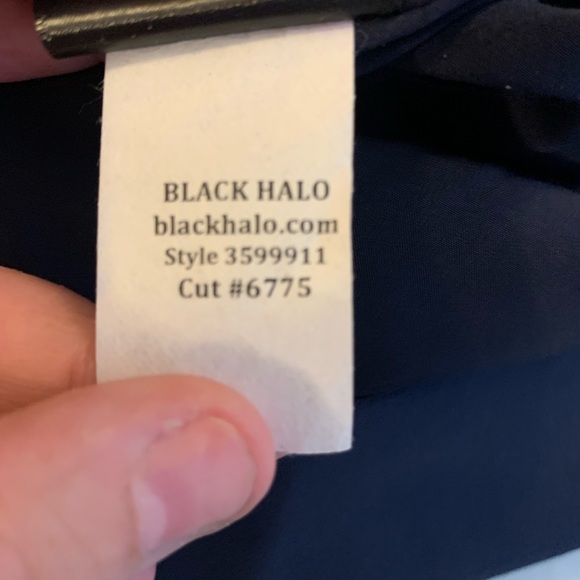 BLACK HALO
blackhalo.com
Style 3599911
Cut #6775